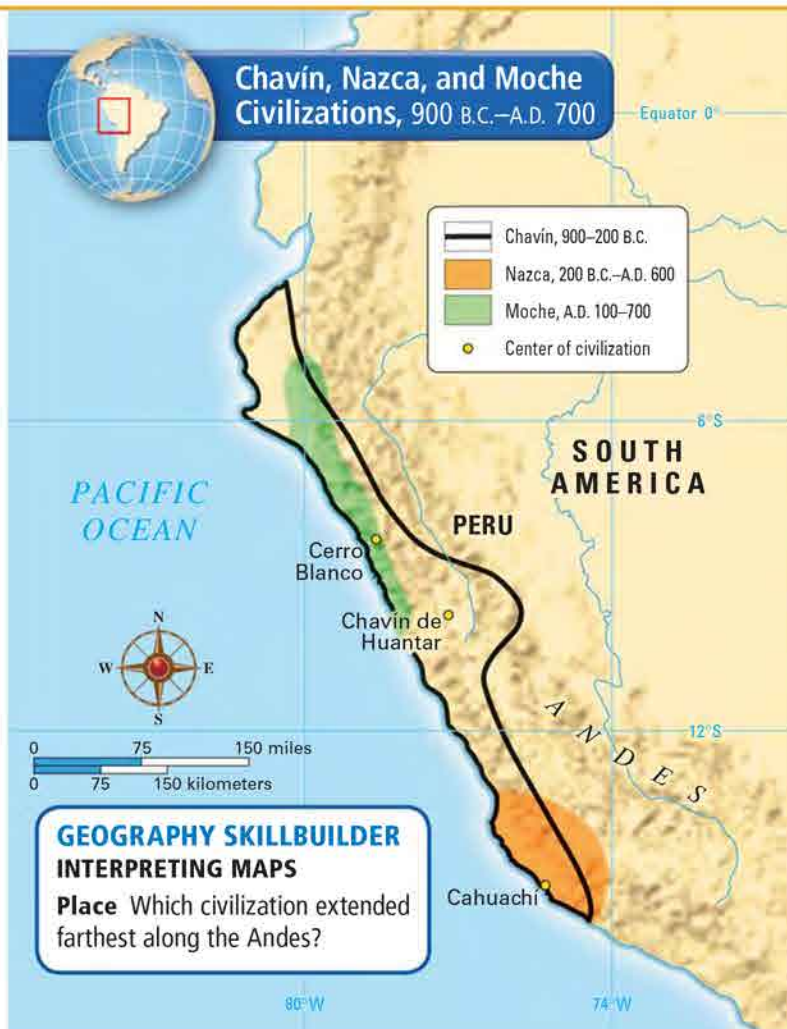 Chavín, Nazca, and Moche
Civilizations, 900 B.C.–A.D. 700
Equator 0°
Chavín, 900–200 B.C.
Nazca, 200 B.C.–A.D. 600
Moche, A.D. 100–700
Center of civilization
6°S
SOUTH
AMERICA
PACIFIC
OCEAN
PERU
Cerro
Blanco
Chavín de
Huantar
N
W
E
S
ANDES
12°S
0 75 150 miles
0 75 150 kilometers
GEOGRAPHY SKILLBUILDER
INTERPRETING MAPS
Place Which civilization extended
farthest along the Andes?
Cahuachí
80°W
74°W